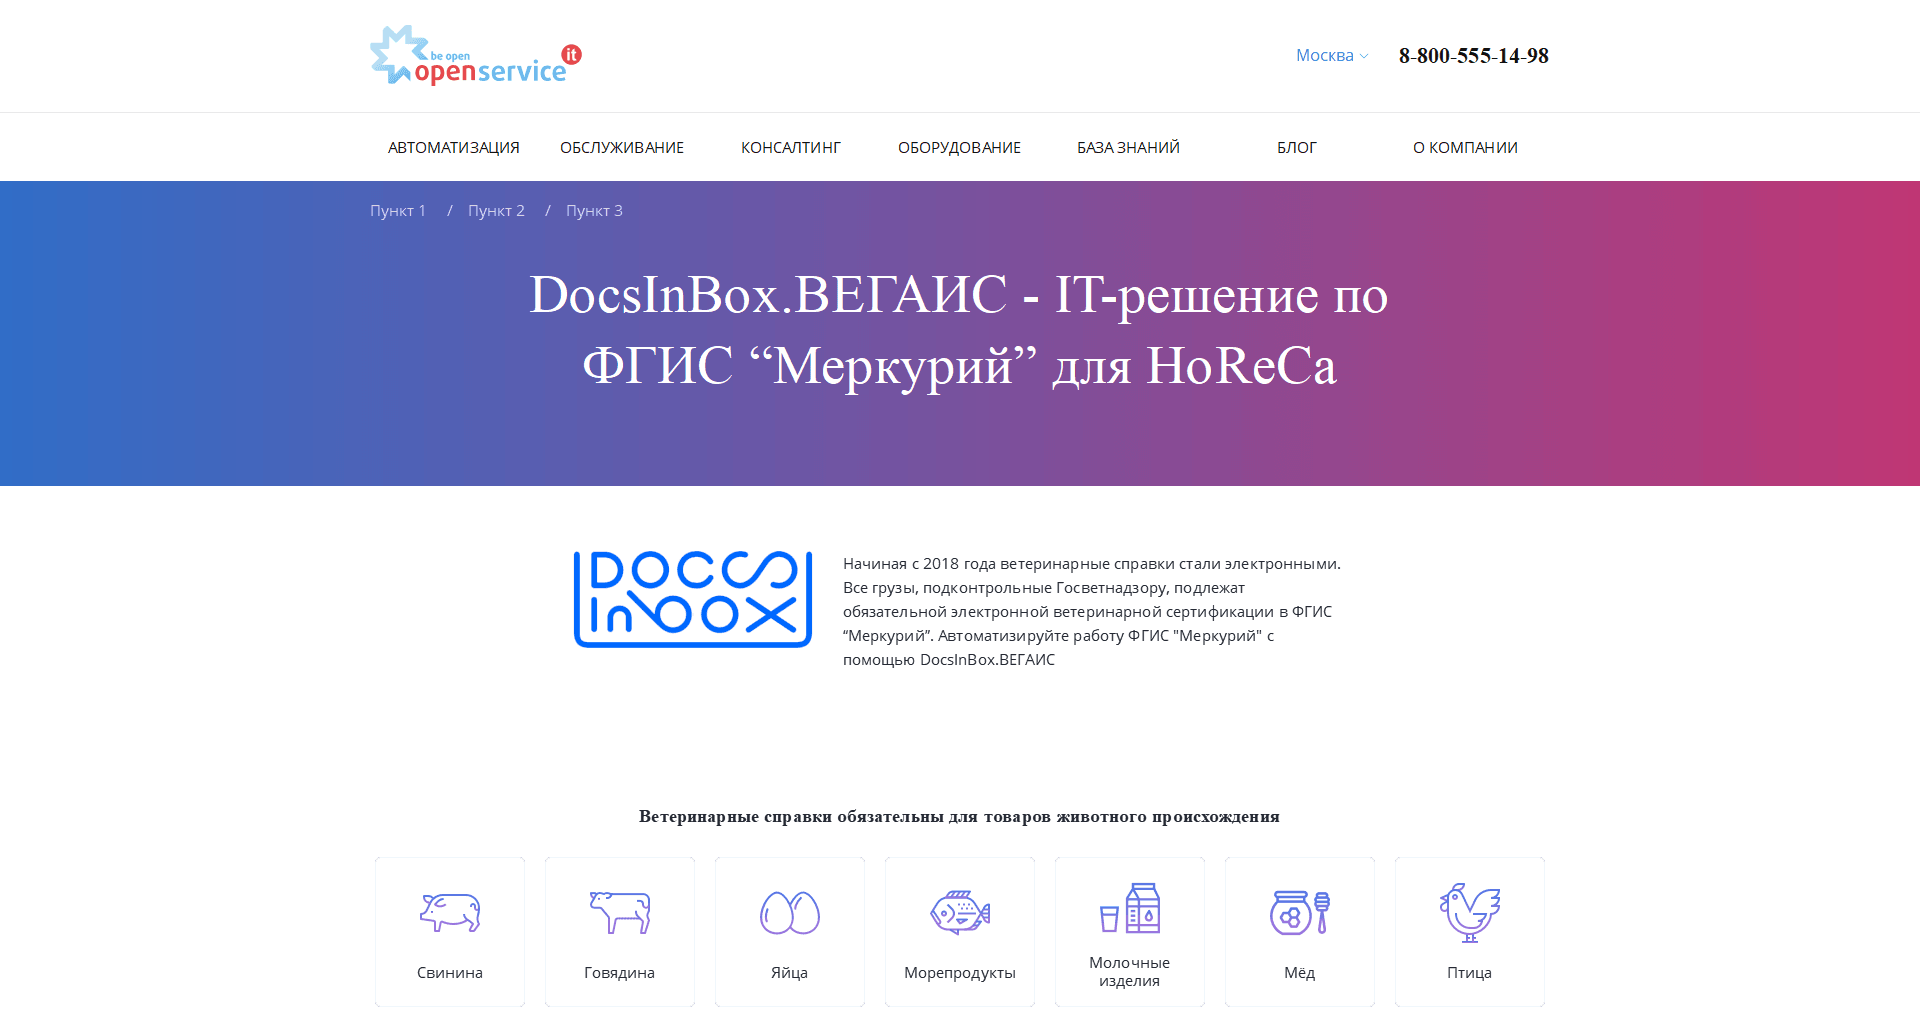 be open
openservice it
Москва
8-800-555-14-98
АВТОМАТИЗАЦИЯ
ОБСЛУЖИВАНИЕ
КОНСАЛТИНГ
ОБОРУДОВАНИЕ
БАЗА ЗНАНИЙ
БЛОГ
О КОМПАНИИ
Пункт 1 / Пункт 2 / Пункт 3
DocsInBox.ВЕГАИС - IT-решение по
ФГИС “Меркурий” для HoReCa
DOCS
InBOX
Начиная с 2018 года ветеринарные справки стали электронными.
Все грузы, подконтрольные Госветнадзору, подлежат
обязательной электронной ветеринарной сертификации в ФГИС
“Меркурий”. Автоматизируйте работу ФГИС "Меркурий" с
помощью DocsInBox.ВЕГАИС
Ветеринарные справки обязательны для товаров животного происхождения
Свинина
Говядина
Яйца
Морепродукты
Молочные
изделия
Мёд
Птица